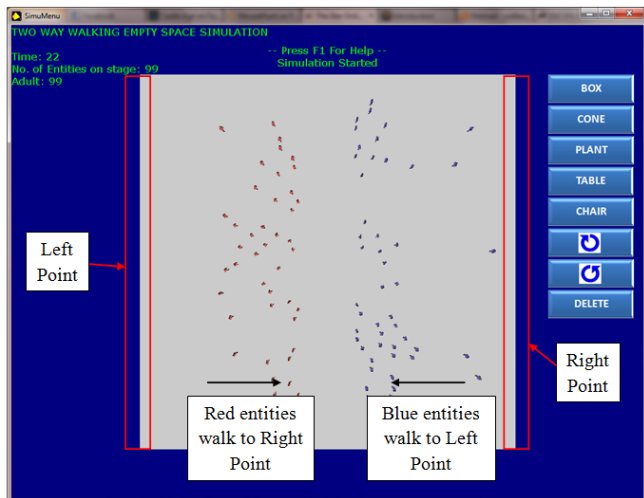 SimuMenu
TWO WAY WALKING EMPTY SPACE SIMULATION
-- Press F1 For Help --
Simulation Started
Time: 22
No. of Entities on stage: 99
Adult: 99
BOX
CONE
PLANT
TABLE
CHAIR
DELETE
Left
Point
Right
Point
Red entities
walk to Right
Point
Blue entities
walk to Left
Point